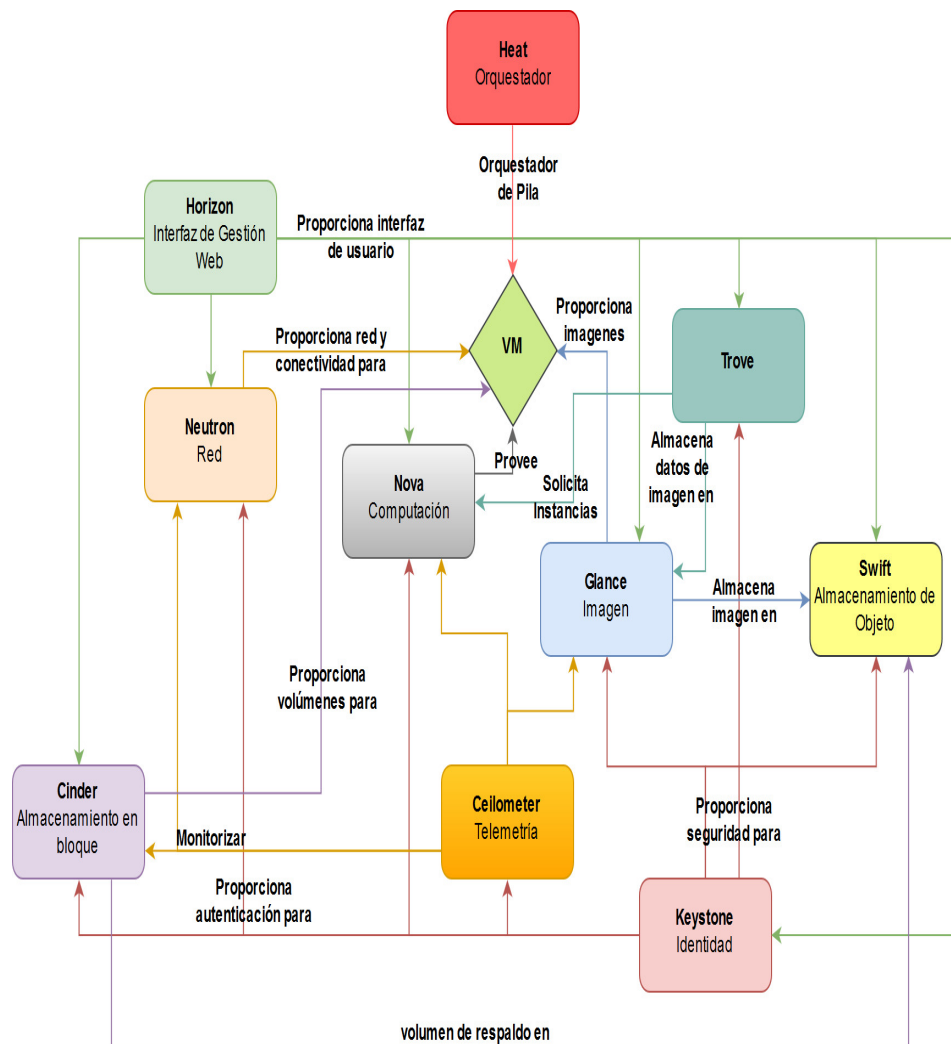 Heat
Orquestador
Orquestador
de Pila
Horizon
Interfaz de Gestión
Web
Proporciona interfaz
de usuario
Proporciona red y
conectividad para
VM
Proporciona
imagenes
Trove
Neutron
Red
Nova
Computación
Provee
Solicita
Instancias
Almacena
datos de
imagen en
Glance
Imagen
Almacena
imagen en
Swift
Almacenamiento de
Objeto
Proporciona
volúmenes para
Cinder
Almacenamiento en
bloque
Monitorizar
Ceilometer
Telemetría
Proporciona
seguridad para
Proporciona
autenticación para
Keystone
Identidad
volumen de respaldo en